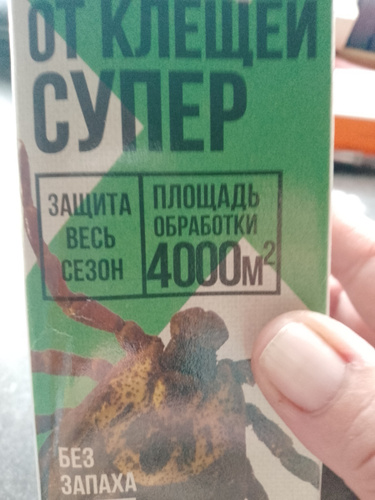 ОТ КЛЕЩЕЙ
СУПЕР
ЗАЩИТА
ВЕСЬ
СЕЗОН
ПЛОЩАДЬ
ОБРАБОТКИ
4000м²
БЕЗ
ЗАПАХА